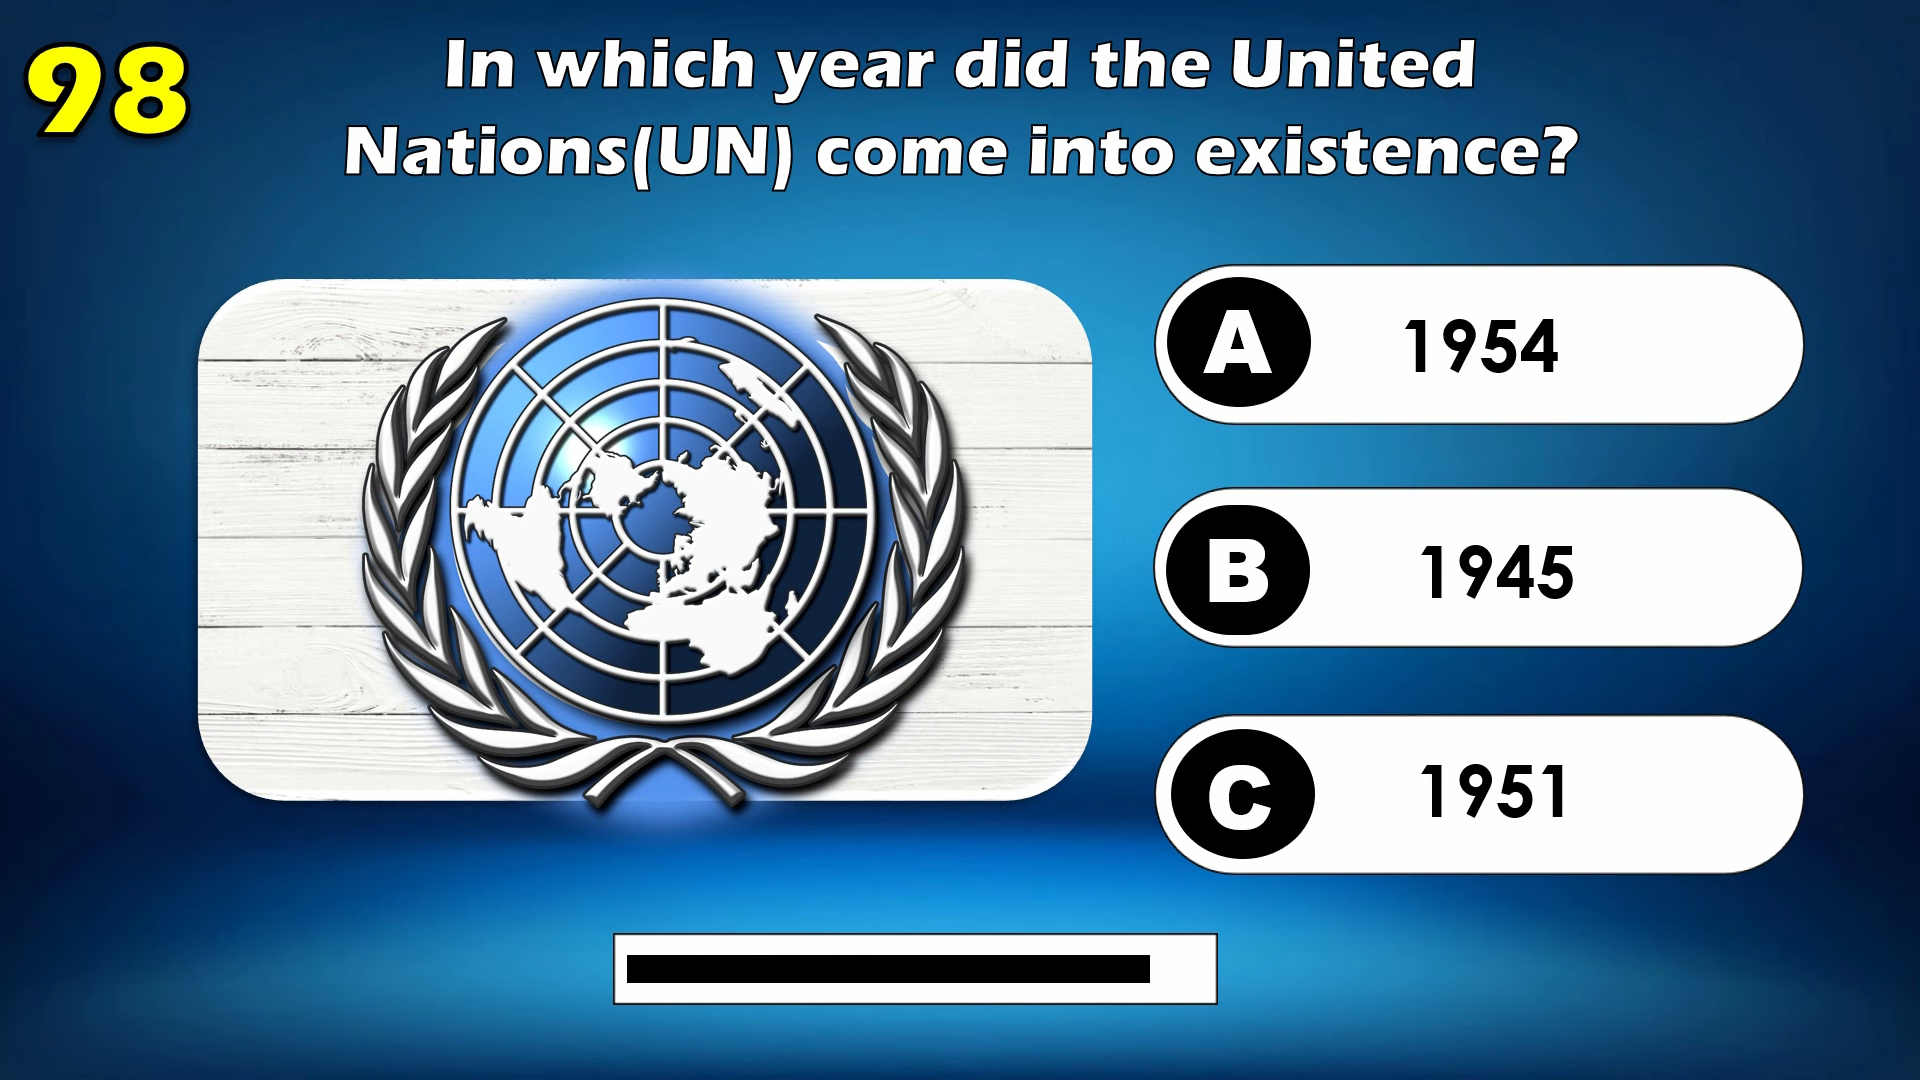 98
In which year did the United
Nations(UN) come into existence?
A 1954
B 1945
C 1951